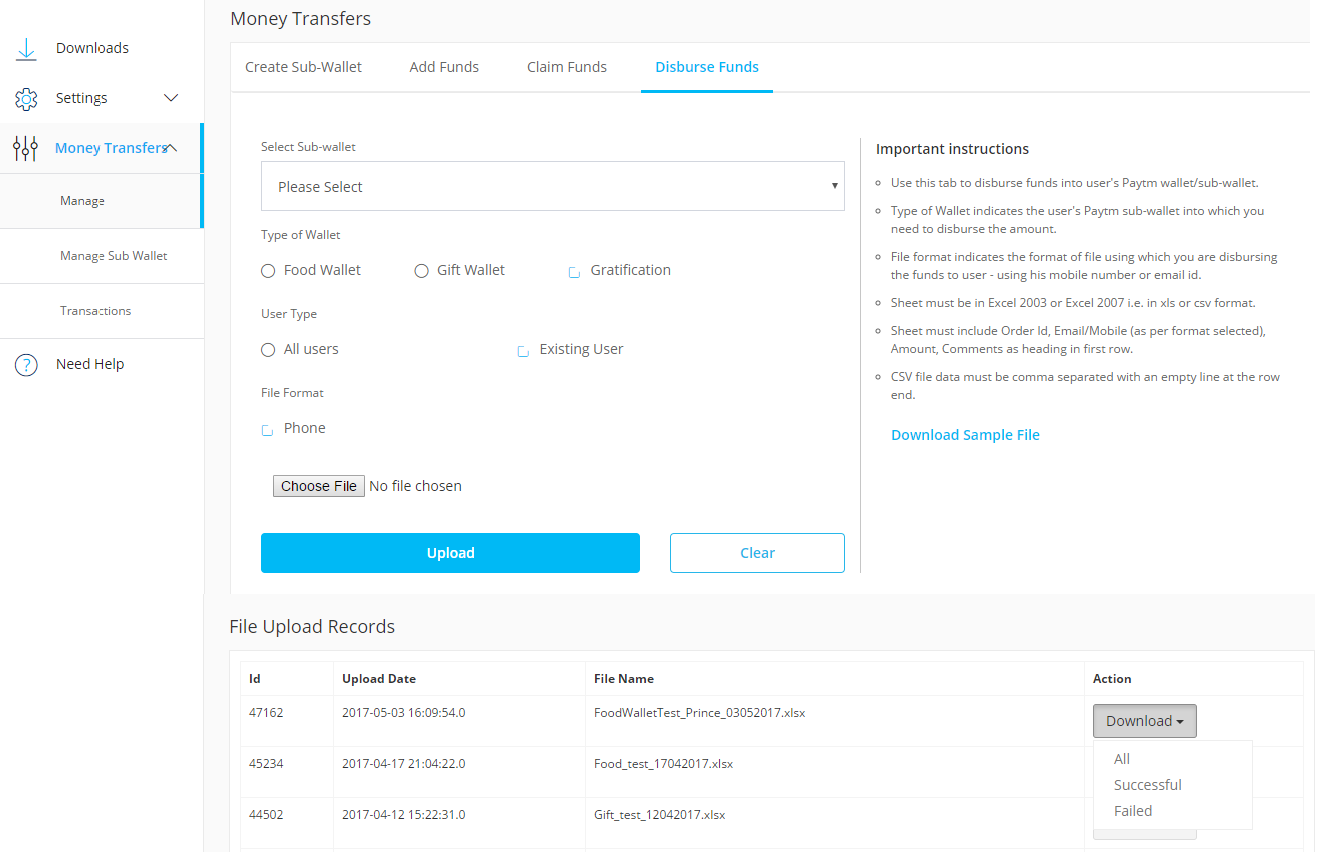 Money Transfers
Downloads
Settings
Money Transfers
Manage
Manage Sub Wallet
Transactions
Need Help
Create Sub-Wallet Add Funds Claim Funds Disburse Funds
Select Sub-wallet
Please Select
Type of Wallet
Food Wallet Gift Wallet Gratification
User Type
All users Existing User
File Format
Phone
Choose File No file chosen
Upload Clear
Important instructions
Use this tab to disburse funds into user's Paytm wallet/sub-wallet.
Type of Wallet indicates the user's Paytm sub-wallet into which you
need to disburse the amount.
File format indicates the format of file using which you are disbursing
the funds to user - using his mobile number or email id.
Sheet must be in Excel 2003 or Excel 2007 i.e. in xls or csv format.
Sheet must include Order Id, Email/Mobile (as per format selected),
Amount, Comments as heading in first row.
CSV file data must be comma separated with an empty line at the row
end.
Download Sample File
File Upload Records
Id Upload Date File Name Action
47162 2017-05-03 16:09:54.0 FoodWalletTest_Prince_03052017.xlsx Download
45234 2017-04-17 21:04:22.0 Food_test_17042017.xlsx
44502 2017-04-12 15:22:31.0 Gift_test_12042017.xlsx
All
Successful
Failed